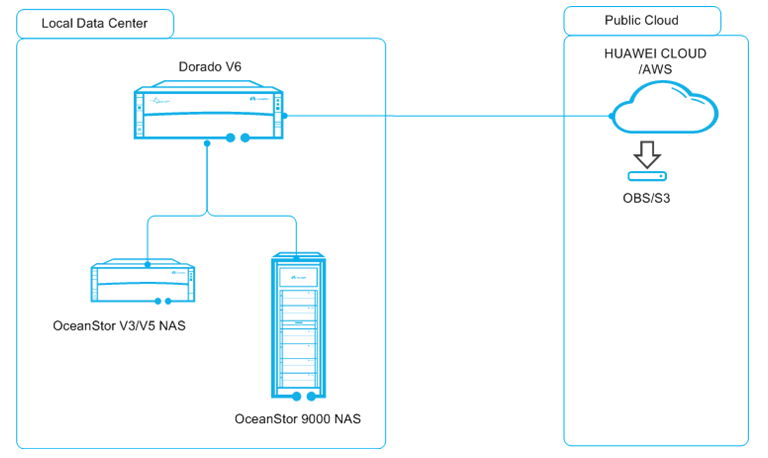 Local Data Center
Public Cloud
Dorado V6
HUAWEI CLOUD
/AWS
OBS/S3
OceanStor V3/V5 NAS
OceanStor 9000 NAS